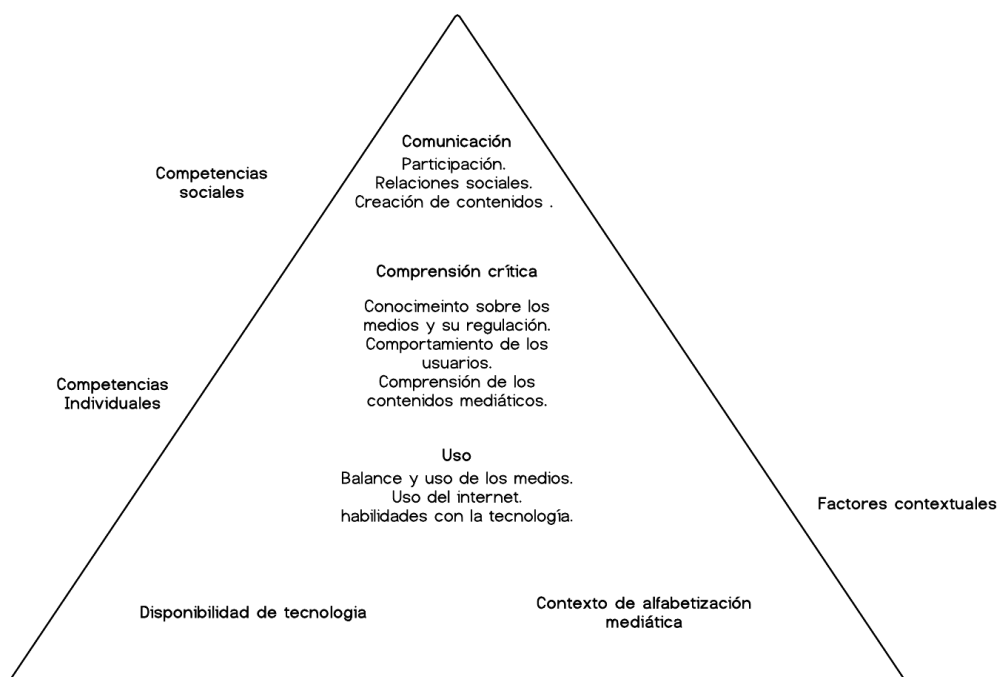 Comunicación
Participación.
Relaciones sociales.
Creación de contenidos .
Competencias
sociales
Comprensión crítica
Conocimeinto sobre los
medios y su regulación.
Comportamiento de los
usuarios.
Comprensión de los
contenidos mediáticos.
Competencias
Individuales
Uso
Balance y uso de los medios.
Uso del internet.
habilidades con la tecnología.
Factores contextuales
Disponibilidad de tecnologia
Contexto de alfabetización
mediática